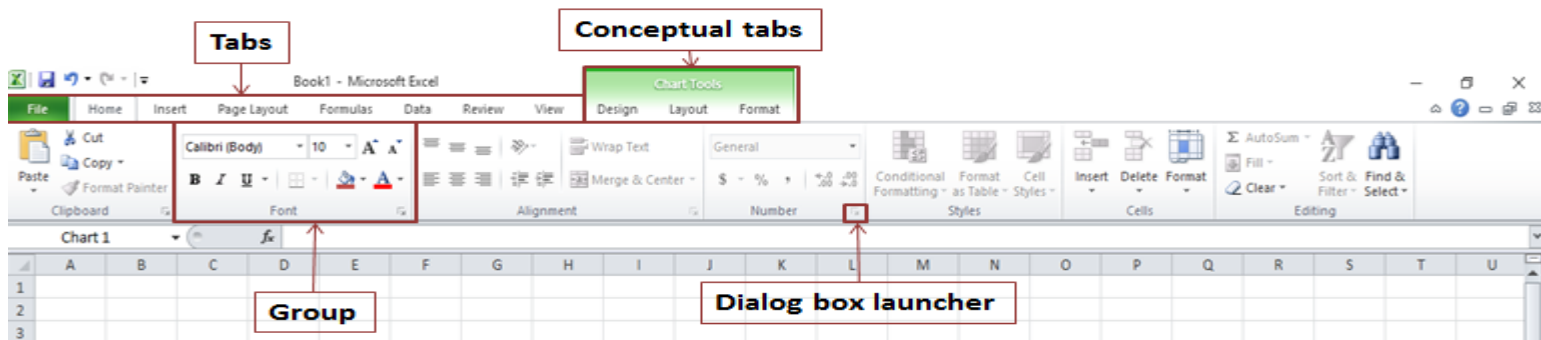 Tabs
Conceptual tabs
Book1 - Microsoft Excel
Chart Tools
File Home Insert Page Layout Formulas Data Review View Design Layout Format
Paste
Cut
Copy
Format Painter
Clipboard
Calibri (Body) 10 A A
B I U A
Font
Wrap Text
Merge & Center
Alignment
General
$ % , .00 .00
Number
Conditional Formatting
Format as Table
Cell Styles
Styles
Insert Delete Format
Cells
Σ AutoSum
Fill
Clear
Sort & Filter
Find & Select
Editing
Chart 1 fx
A B C D E F G H I J K L M N O P Q R S T U
1
2
3
Group
Dialog box launcher